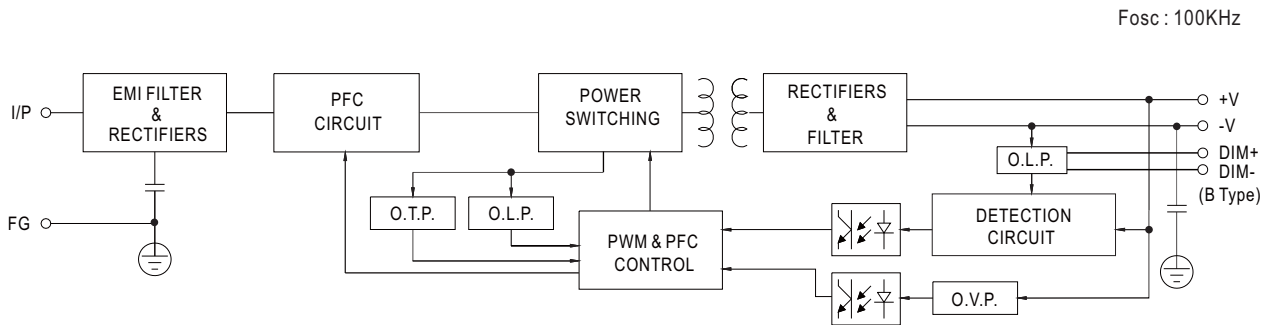 Fosc : 100KHz
I/P
EMI FILTER
&
RECTIFIERS
PFC
CIRCUIT
POWER
SWITCHING
RECTIFIERS
&
FILTER
+V
-V
DIM+
DIM-
(B Type)
O.L.P.
FG
O.T.P.
O.L.P.
PWM & PFC
CONTROL
DETECTION
CIRCUIT
O.V.P.